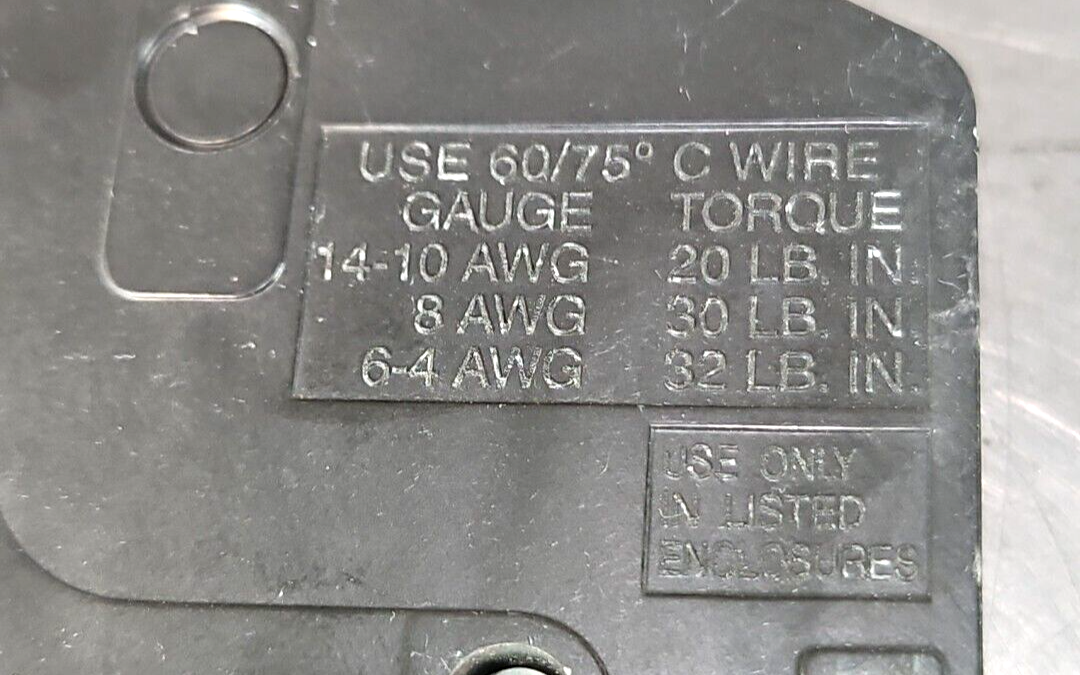 USE 60/75° C WIRE
GAUGE TORQUE
14-10 AWG 20 LB. IN.
8 AWG 30 LB. IN.
6-4 AWG 32 LB. IN.
USE ONLY
IN LISTED
ENCLOSURES